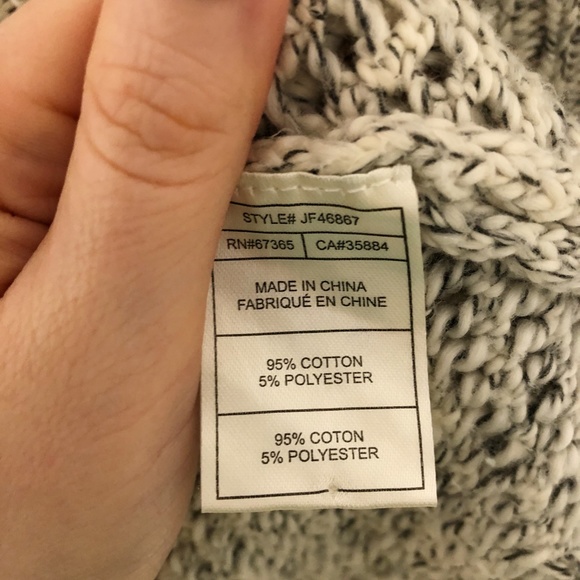 STYLE# JF46867
RN#67365 CA#35884
MADE IN CHINA
FABRIQUÉ EN CHINE
95% COTTON
5% POLYESTER
95% COTON
5% POLYESTER